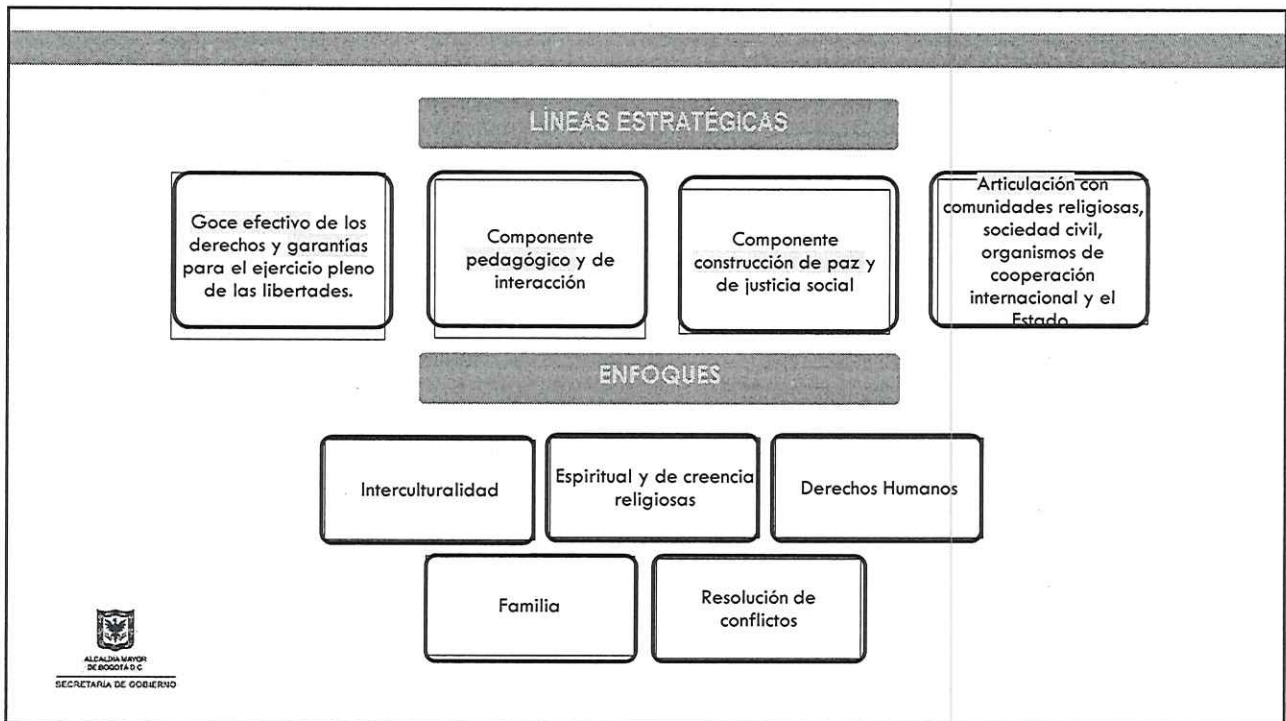 LÍNEAS ESTRATÉGICAS
Goce efectivo de los
derechos y garantías
para el ejercicio pleno
de las libertades.
Componente
pedagógico y de
interacción
Componente
construcción de paz y
de justicia social
Articulación con
comunidades religiosas,
sociedad civil,
organismos de
cooperación
internacional y el
Estado
ENFOQUES
Interculturalidad
Espiritual y de creencia
religiosas
Derechos Humanos
Familia
Resolución de
conflictos
ALCALDÍA MAYOR
DE BOGOTÁ D.C
SECRETARÍA DE GOBIERNO